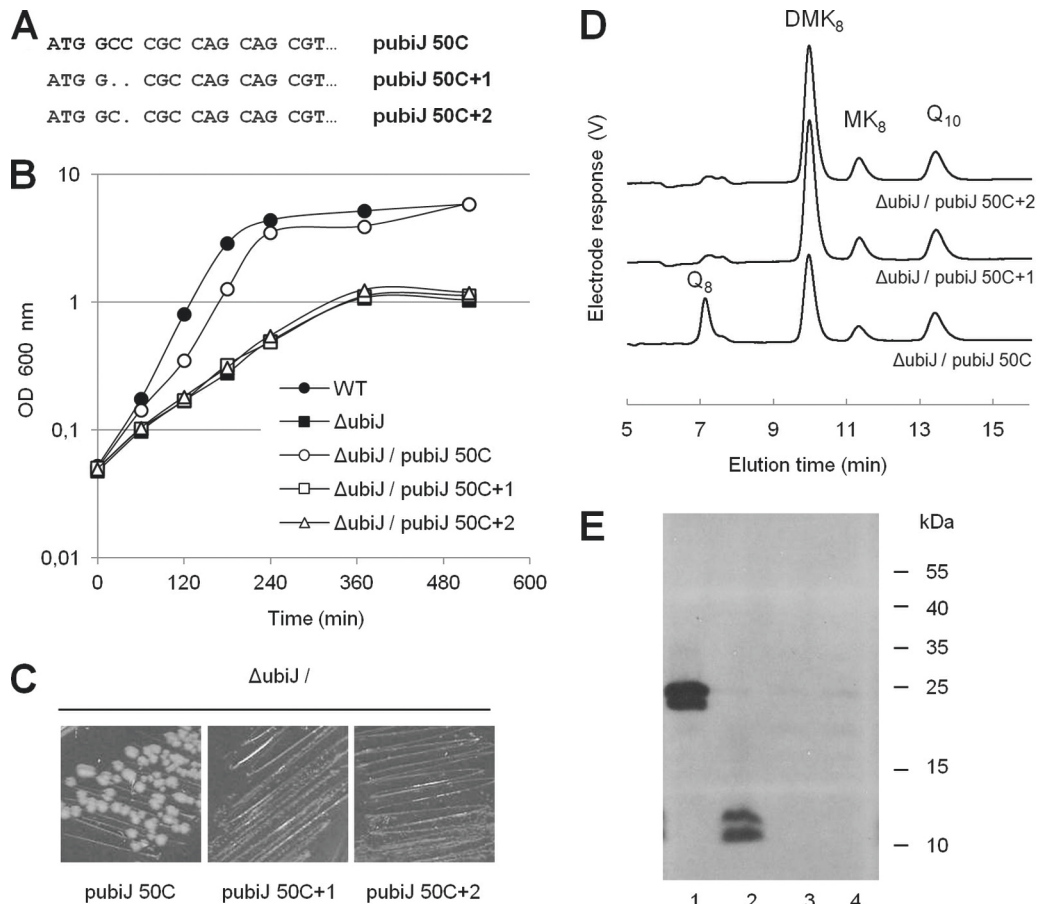 A
ATG GCC CGC CAG CAG CGT… pubiJ 50C
ATG G.. CGC CAG CAG CGT… pubiJ 50C+1
ATG GC. CGC CAG CAG CGT… pubiJ 50C+2
B
10
1
0,1
0,01
OD 600 nm
0 120 240 360 480 600
Time (min)
WT
ΔubiJ
ΔubiJ / pubiJ 50C
ΔubiJ / pubiJ 50C+1
ΔubiJ / pubiJ 50C+2
C
ΔubiJ /
pubiJ 50C pubiJ 50C+1 pubiJ 50C+2
D
DMK₈
MK₈
Q₁₀
ΔubiJ / pubiJ 50C+2
ΔubiJ / pubiJ 50C+1
Q₈
ΔubiJ / pubiJ 50C
Electrode response (V)
5 7 9 11 13 15
Elution time (min)
E
kDa
55
40
35
25
15
10
1 2 3 4